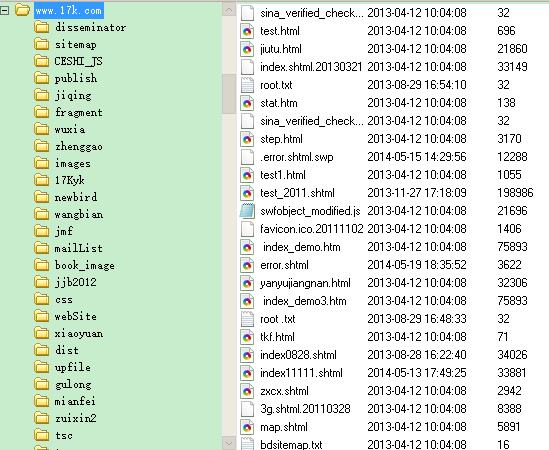 www.17k.com
disseminator
sitemap
CESHI_JS
publish
jiqing
fragment
wuxia
zhenggao
images
17Kyk
newbird
wangbian
jmf
mailList
book_image
jjb2012
css
webSite
xiaoyuan
dist
upfile
gulong
mianfei
zuixin2
tsc
sina_verified_check... 2013-04-12 10:04:08 32
test.html 2013-04-12 10:04:08 696
jiutu.html 2013-04-12 10:04:08 21860
index.shtml.20130321 2013-04-12 10:04:08 33149
root.txt 2013-08-29 16:54:10 32
stat.htm 2013-04-12 10:04:08 138
sina_verified_check... 2013-04-12 10:04:08 32
step.html 2013-04-12 10:04:08 3170
.error.shtml.swp 2014-05-15 14:29:56 12288
test1.html 2013-04-12 10:04:08 1055
test_2011.shtml 2013-11-27 17:18:09 198986
swfobject_modified.js 2013-04-12 10:04:08 21696
favicon.ico.20111102 2013-04-12 10:04:08 1406
index_demo.htm 2013-04-12 10:04:08 75893
error.shtml 2014-05-19 18:35:52 3622
yanyujiangnan.html 2013-04-12 10:04:08 32306
index_demo3.htm 2013-04-12 10:04:08 75893
root .txt 2013-08-29 16:48:33 32
tkf.html 2013-04-12 10:04:08 71
index0828.shtml 2013-08-28 16:22:40 34026
index11111.shtml 2014-05-13 17:49:25 33881
zxcx.shtml 2013-04-12 10:04:08 2942
3g.shtml.20110328 2013-04-12 10:04:08 8388
map.shtml 2013-04-12 10:04:08 5891
bdsitemap.txt 2013-04-12 10:04:08 16